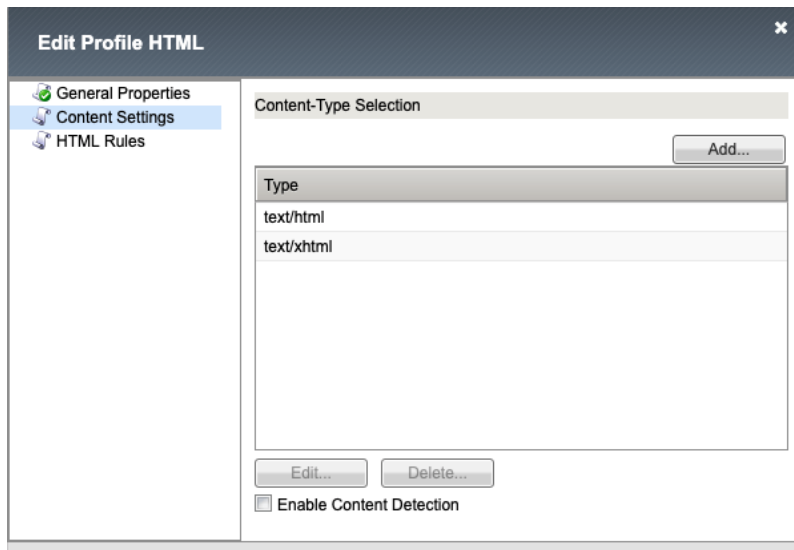 Edit Profile HTML
General Properties
Content Settings
HTML Rules
Content-Type Selection
Add...
Type
text/html
text/xhtml
Edit...
Delete...
Enable Content Detection